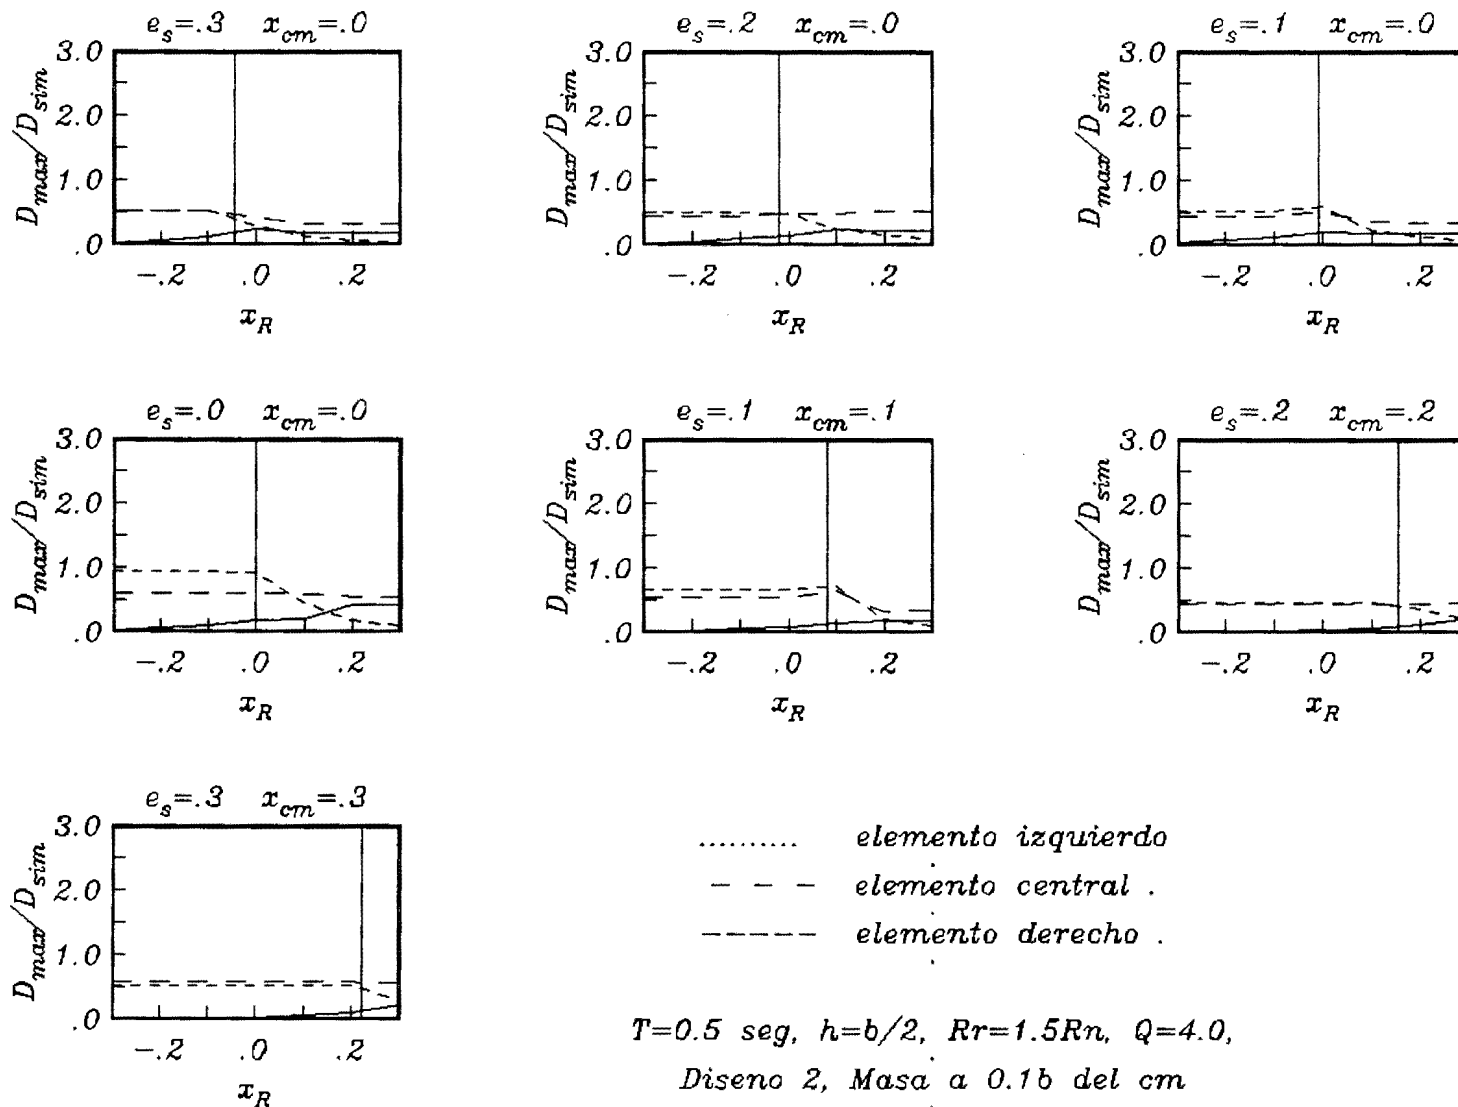 e_s=.3 x_cm=.0
e_s=.2 x_cm=.0
e_s=.1 x_cm=.0
D_max/D_sim
3.0
2.0
1.0
.0
-.2 .0 .2
x_R
D_max/D_sim
3.0
2.0
1.0
.0
-.2 .0 .2
x_R
D_max/D_sim
3.0
2.0
1.0
.0
-.2 .0 .2
x_R
e_s=.0 x_cm=.0
e_s=.1 x_cm=.1
e_s=.2 x_cm=.2
D_max/D_sim
3.0
2.0
1.0
.0
-.2 .0 .2
x_R
D_max/D_sim
3.0
2.0
1.0
.0
-.2 .0 .2
x_R
D_max/D_sim
3.0
2.0
1.0
.0
-.2 .0 .2
x_R
e_s=.3 x_cm=.3
D_max/D_sim
3.0
2.0
1.0
.0
-.2 .0 .2
x_R
elemento izquierdo
elemento central .
elemento derecho .
T=0.5 seg, h=b/2, Rr=1.5Rn, Q=4.0,
Diseno 2, Masa a 0.1b del cm